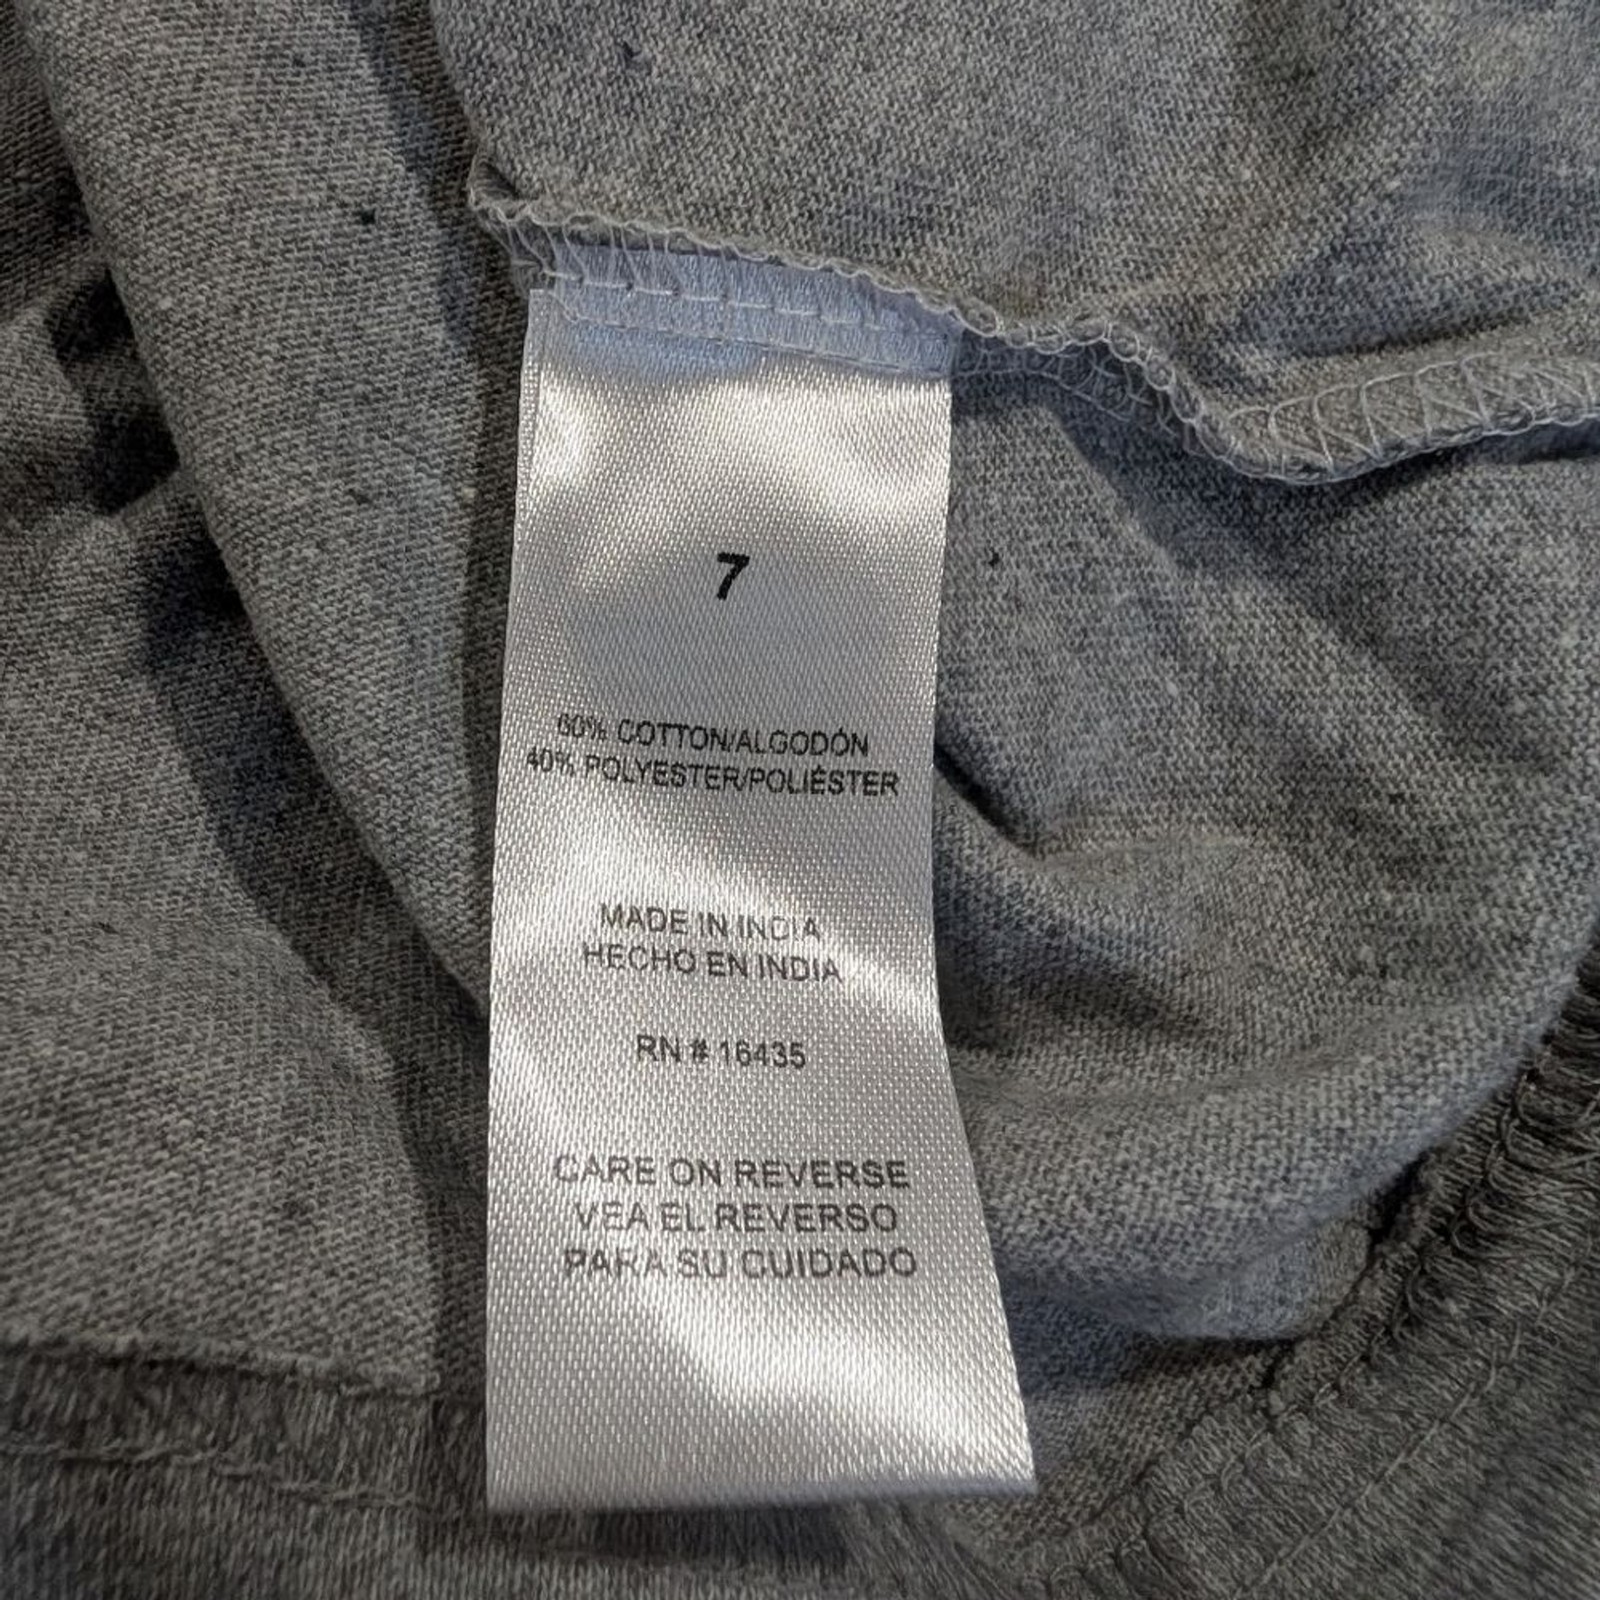 7
60% COTTON/ALGODÓN
40% POLYESTER/POLIÉSTER
MADE IN INDIA
HECHO EN INDIA
RN # 16435
CARE ON REVERSE
VEA EL REVERSO
PARA SU CUIDADO